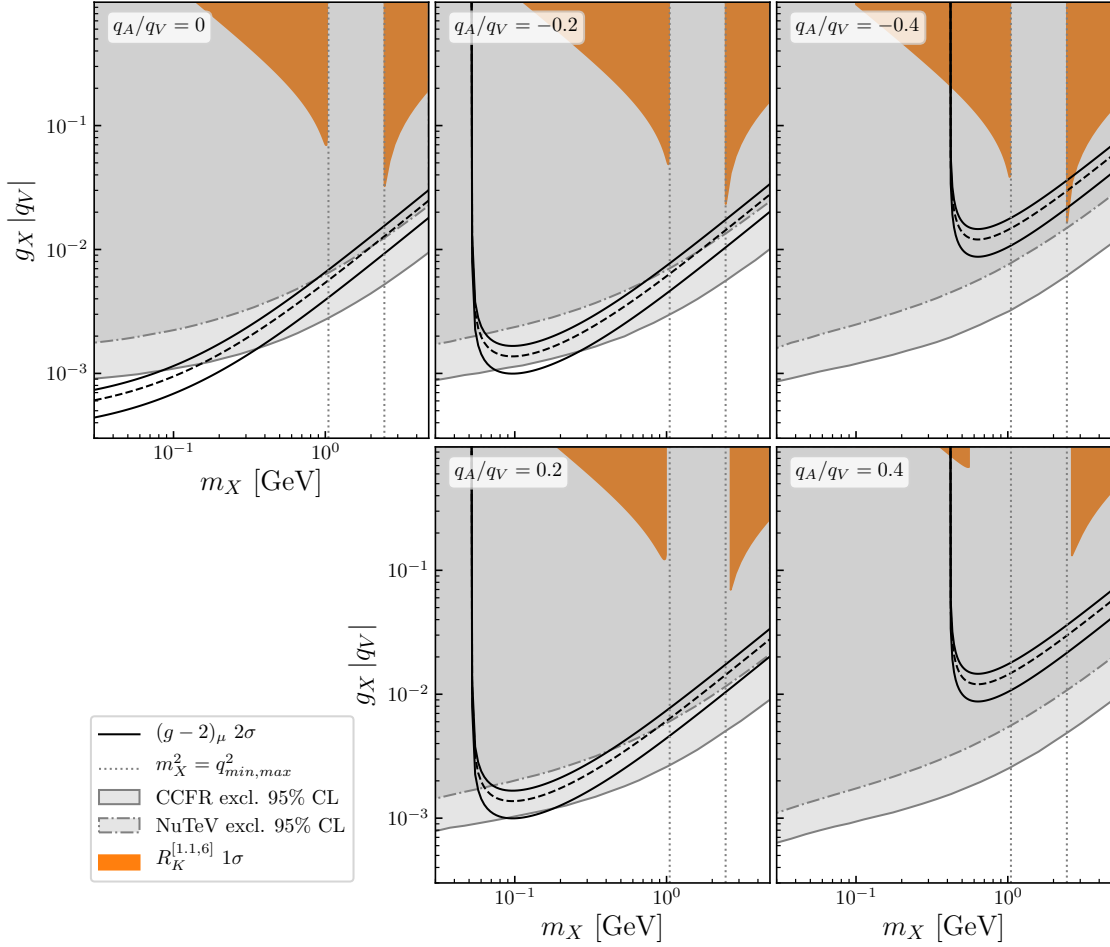 q_A/q_V = 0
q_A/q_V = −0.2
q_A/q_V = −0.4
10^{-1}
10^{-2}
10^{-3}
g_X |q_V|
10^{-1}
10^{0}
m_X [GeV]
q_A/q_V = 0.2
q_A/q_V = 0.4
10^{-1}
10^{-2}
10^{-3}
g_X |q_V|
10^{-1}
10^{0}
10^{-1}
10^{0}
m_X [GeV]
m_X [GeV]
(g − 2)_μ 2σ
m_X^2 = q^2_{min,max}
CCFR excl. 95% CL
NuTeV excl. 95% CL
R_K^{[1.1,6]} 1σ